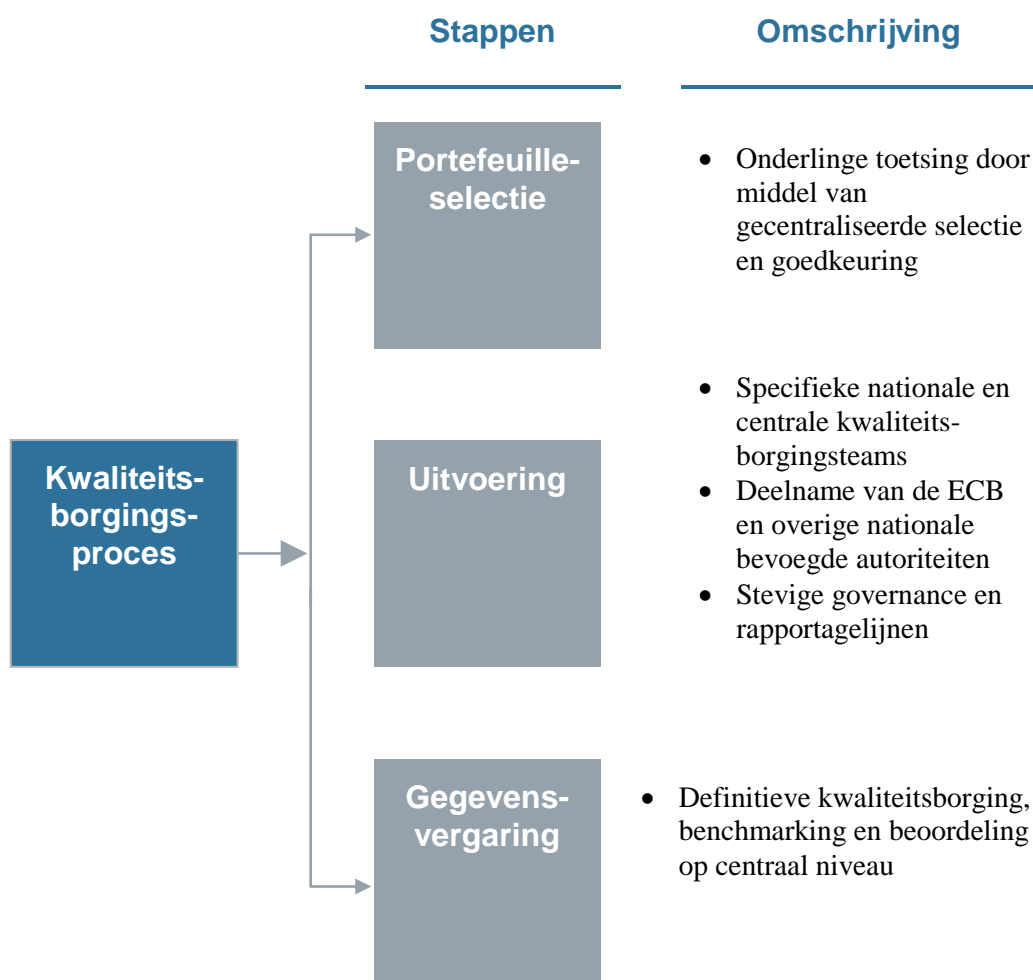 Stappen
Omschrijving
Portefeuille-
selectie
• Onderlinge toetsing door
middel van
gecentraliseerde selectie
en goedkeuring
Kwaliteits-
borgings-
proces
Uitvoering
• Specifieke nationale en
centrale kwaliteits-
borgingsteams
• Deelname van de ECB
en overige nationale
bevoegde autoriteiten
• Stevige governance en
rapportagelijnen
Gegevens-
vergaring
• Definitieve kwaliteitsborging,
benchmarking en beoordeling
op centraal niveau